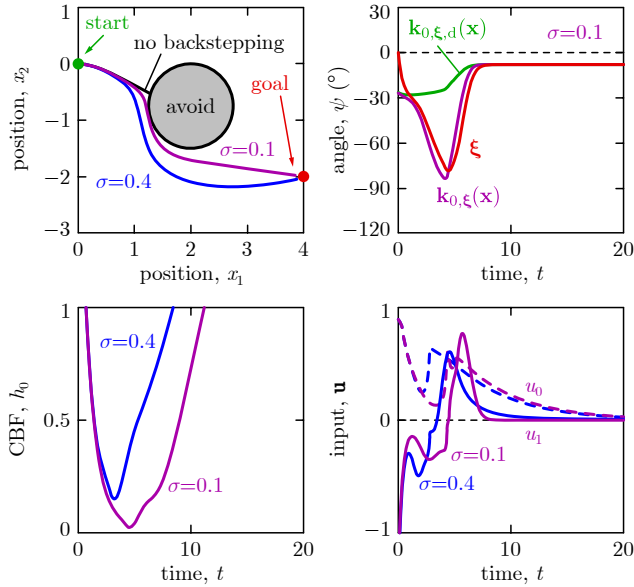 start
no backstepping
goal
avoid
σ=0.1
σ=0.4
0
−1
−2
−3
0 1 2 3 4
position, x₂
position, x₁
k₀,ξ,d(x)
σ=0.1
ξ
k₀,ξ(x)
0
−30
−60
−90
−120
0 10 20
angle, ψ (°)
time, t
σ=0.4
σ=0.1
1
0.5
0
0 10 20
CBF, h₀
time, t
u₀
u₁
σ=0.1
σ=0.4
1
0
−1
0 10 20
input, u
time, t